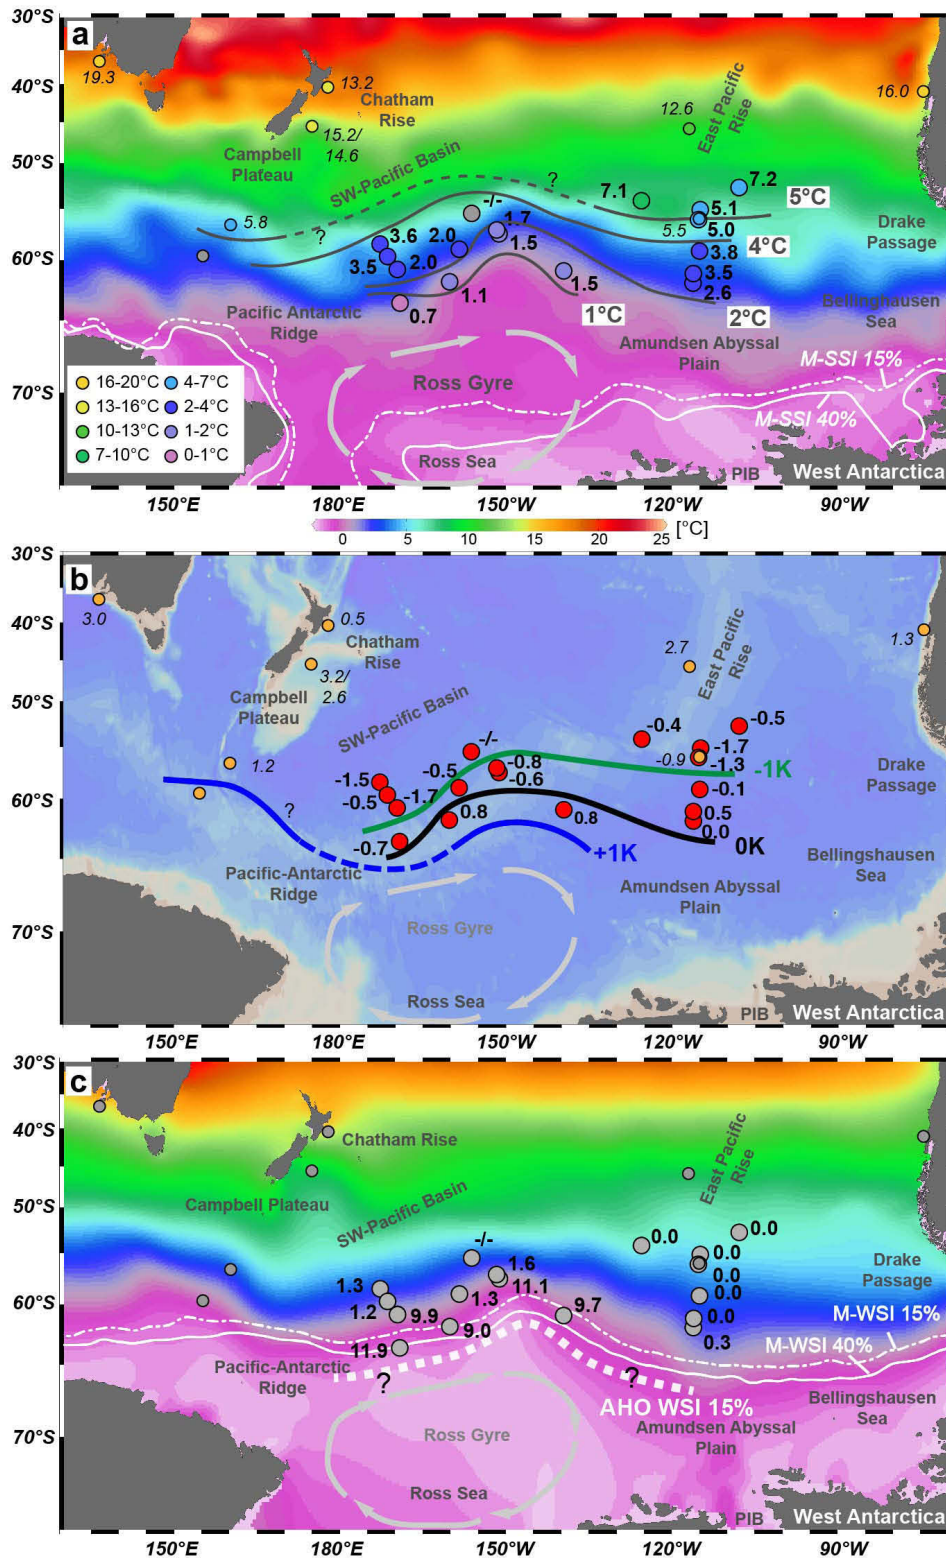 30°S
a
19.3
13.2
40°S
Chatham
Rise
16.0
12.6
East Pacific
Rise
15.2/
14.6
Campbell
Plateau
50°S
SW-Pacific Basin
?
7.1
7.2
-/-
5.1
5°C
5.8
?
1.7
5.5
5.0
Drake
Passage
3.6
2.0
1.5
4°C
3.8
60°S
3.5
2.0
3.5
1.5
2.6
1.1
0.7
1°C
2°C
Pacific Antarctic
Ridge
Bellinghausen
Sea
Amundsen Abyssal
Plain
M-SSI 15%
16-20°C
4-7°C
Ross Gyre
70°S
13-16°C
2-4°C
M-SSI 40%
10-13°C
1-2°C
7-10°C
0-1°C
Ross Sea
PIB
West Antarctica
150°E
180°E
150°W
120°W
90°W
0
5
10
15
20
25
[°C]
30°S
b
3.0
0.5
40°S
Chatham
Rise
1.3
2.7
East Pacific
Rise
3.2/
2.6
Campbell
Plateau
50°S
SW-Pacific Basin
-0.4
-0.5
-/-
-1.7
1.2
-0.8
-0.9
-1.3
-1K
Drake
Passage
-1.5
-0.5
-0.6
-0.1
60°S
?
-0.5
-1.7
0.8
0.8
0.5
0.0
-0.7
+1K
0K
Pacific-Antarctic
Ridge
Bellingshausen
Sea
Amundsen Abyssal
Plain
Ross Gyre
70°S
Ross Sea
PIB
West Antarctica
150°E
180°E
150°W
120°W
90°W
30°S
c
40°S
Chatham Rise
East Pacific
Rise
Campbell Plateau
50°S
SW-Pacific Basin
0.0
0.0
-/-
0.0
1.6
0.0
Drake
Passage
1.3
11.1
1.3
0.0
60°S
1.2
9.9
9.7
0.0
M-WSI 15%
9.0
0.3
M-WSI 40%
11.9
Pacific-Antarctic
Ridge
?
?
AHO WSI 15%
Bellingshausen
Sea
Amundsen Abyssal
Plain
Ross Gyre
70°S
Ross Sea
PIB
West Antarctica
150°E
180°E
150°W
120°W
90°W